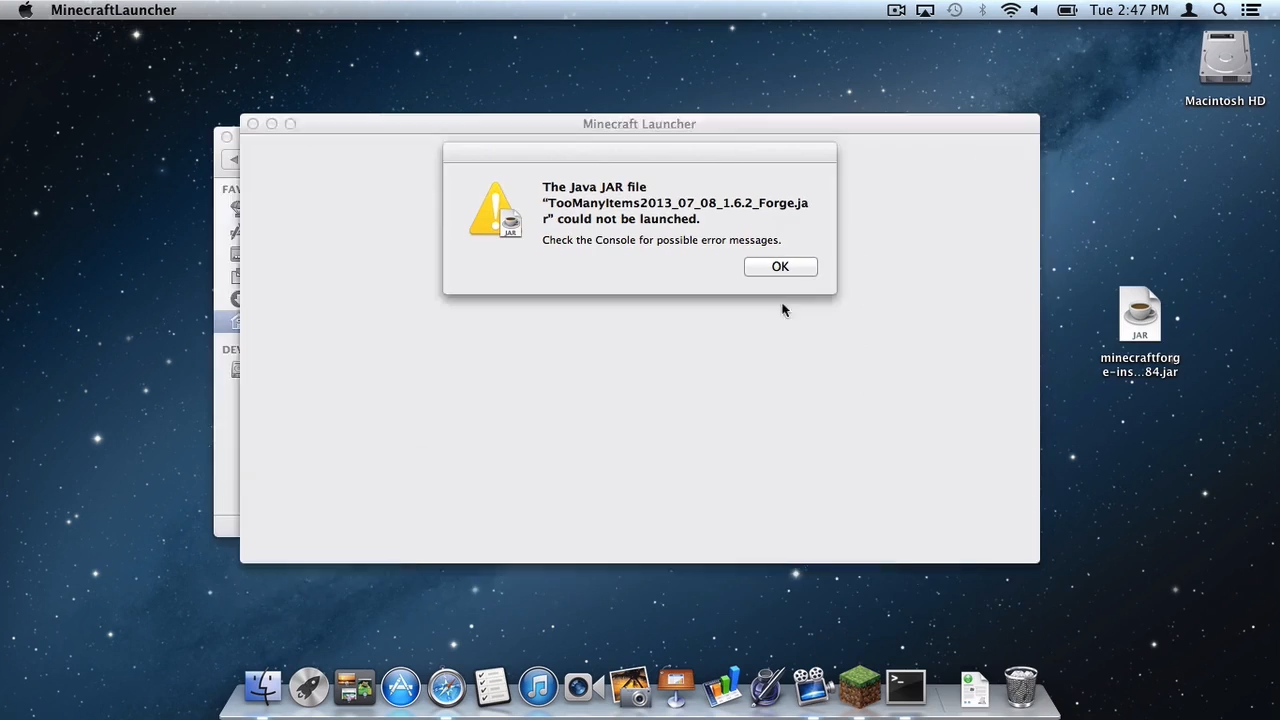 MinecraftLauncher
Tue 2:47 PM
Macintosh HD
Minecraft Launcher
FAV
The Java JAR file
“TooManyItems2013_07_08_1.6.2_Forge.ja
r” could not be launched.
JAR
Check the Console for possible error messages.
OK
DEV
JAR
minecraftforg
e-ins...84.jar